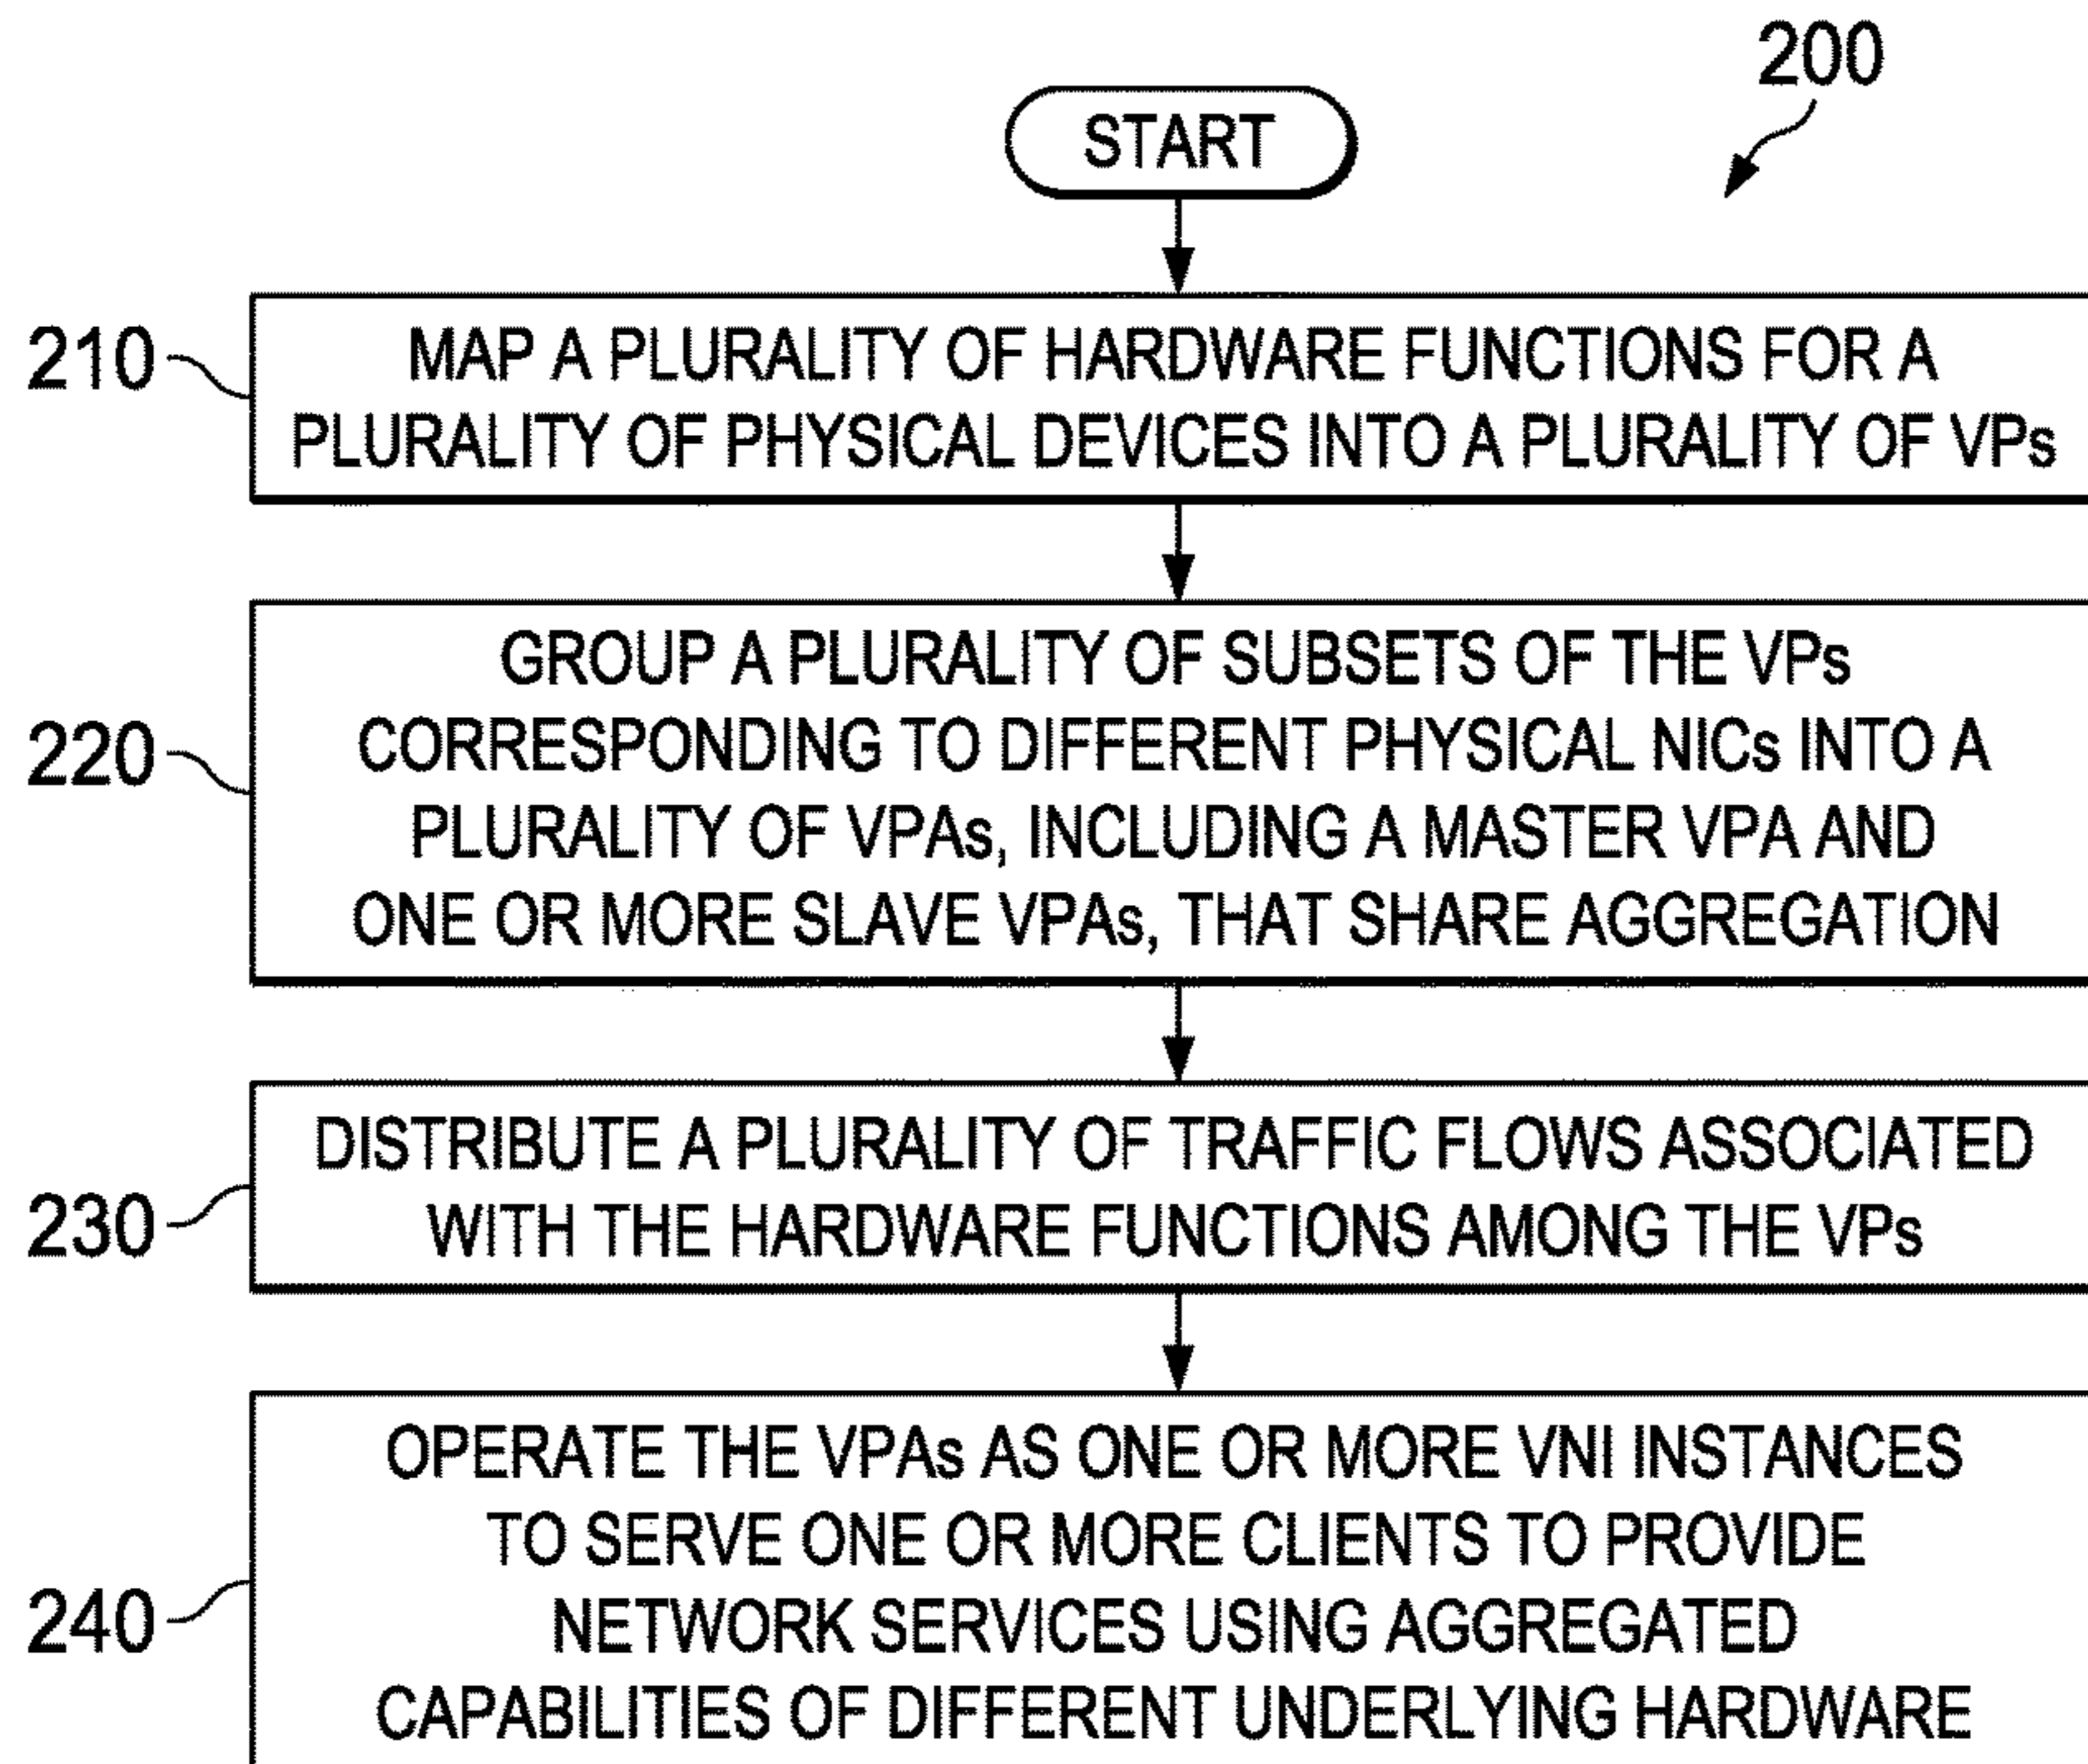 200
START
210
MAP A PLURALITY OF HARDWARE FUNCTIONS FOR A
PLURALITY OF PHYSICAL DEVICES INTO A PLURALITY OF VPs
220
GROUP A PLURALITY OF SUBSETS OF THE VPs
CORRESPONDING TO DIFFERENT PHYSICAL NICs INTO A
PLURALITY OF VPAs, INCLUDING A MASTER VPA AND
ONE OR MORE SLAVE VPAs, THAT SHARE AGGREGATION
230
DISTRIBUTE A PLURALITY OF TRAFFIC FLOWS ASSOCIATED
WITH THE HARDWARE FUNCTIONS AMONG THE VPs
240
OPERATE THE VPAs AS ONE OR MORE VNI INSTANCES
TO SERVE ONE OR MORE CLIENTS TO PROVIDE
NETWORK SERVICES USING AGGREGATED
CAPABILITIES OF DIFFERENT UNDERLYING HARDWARE